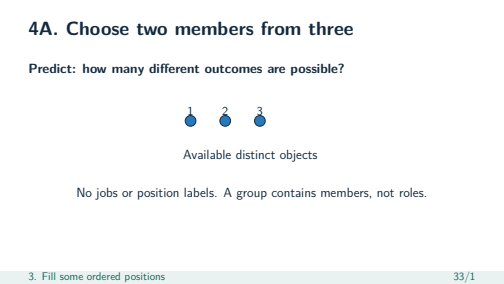 4A. Choose two members from three
Predict: how many different outcomes are possible?
1 2 3
Available distinct objects
No jobs or position labels. A group contains members, not roles.
3. Fill some ordered positions 33/1